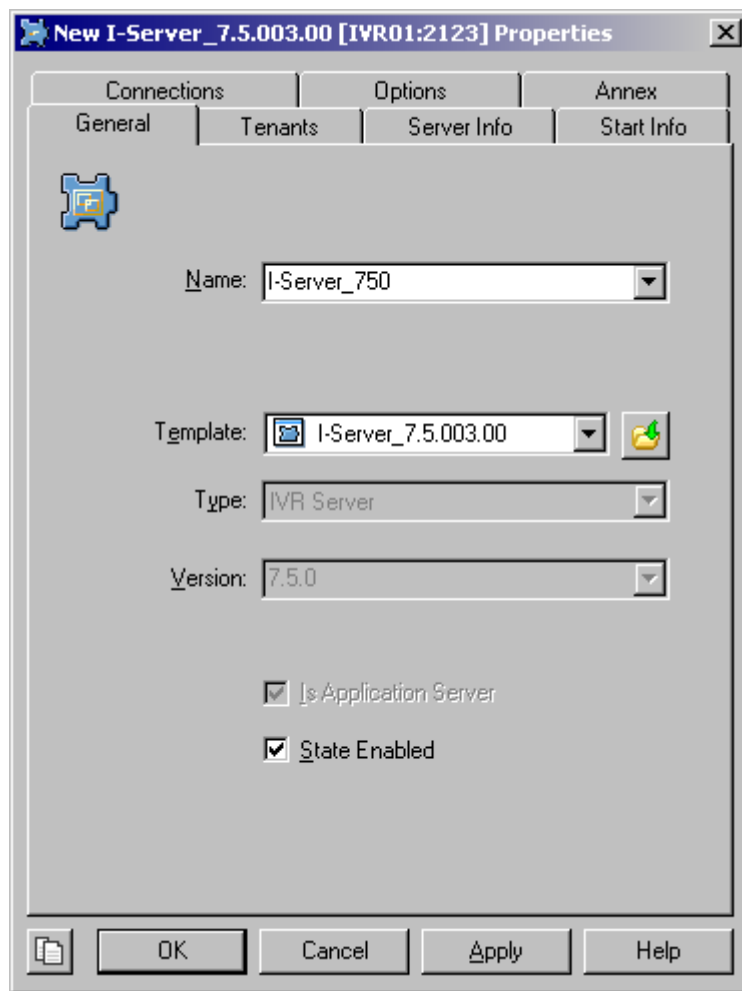 New I-Server_7.5.003.00 [IVR01:2123] Properties
Connections Options Annex
General Tenants Server Info Start Info
Name: I-Server_750
Template: I-Server_7.5.003.00
Type: IVR Server
Version: 7.5.0
Is Application Server
State Enabled
OK Cancel Apply Help